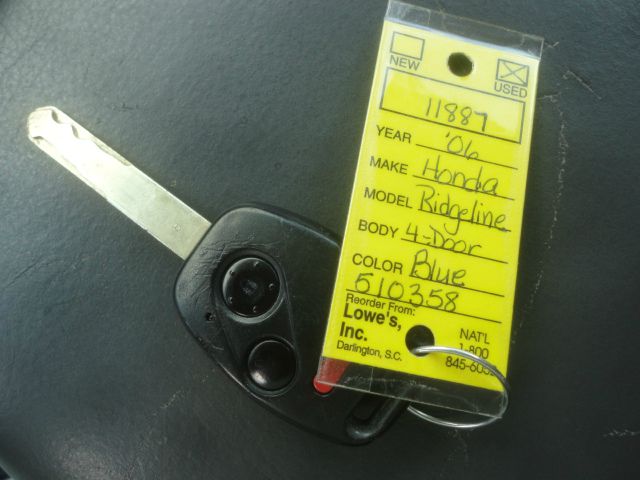 NEW
USED
11887
YEAR '06
MAKE Honda
MODEL Ridgeline
BODY 4-Door
COLOR Blue
510358
Reorder From:
Lowe's,
Inc.
Darlington, S.C.
NAT'L
1-800